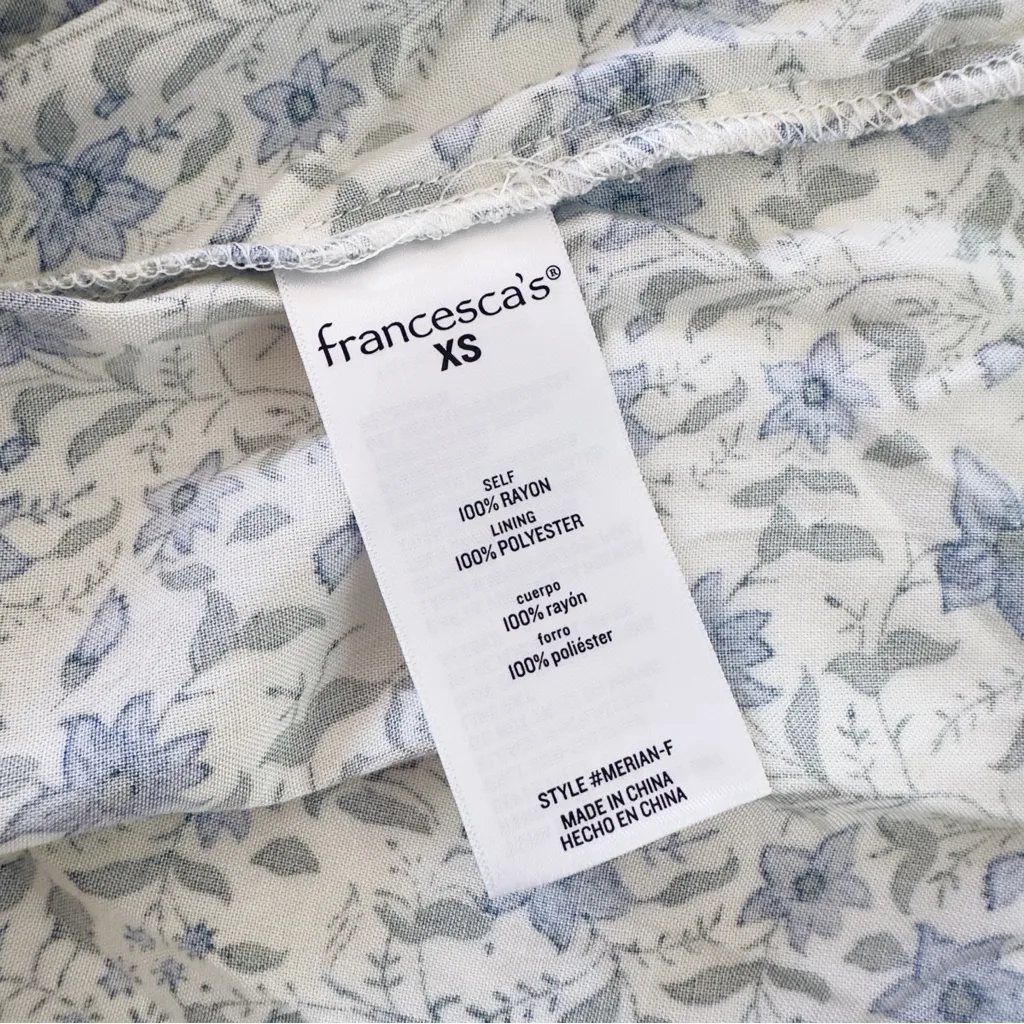 francesca's®
XS
SELF
100% RAYON
LINING
100% POLYESTER
cuerpo
100% rayón
forro
100% poliéster
STYLE #MERIAN-F
MADE IN CHINA
HECHO EN CHINA